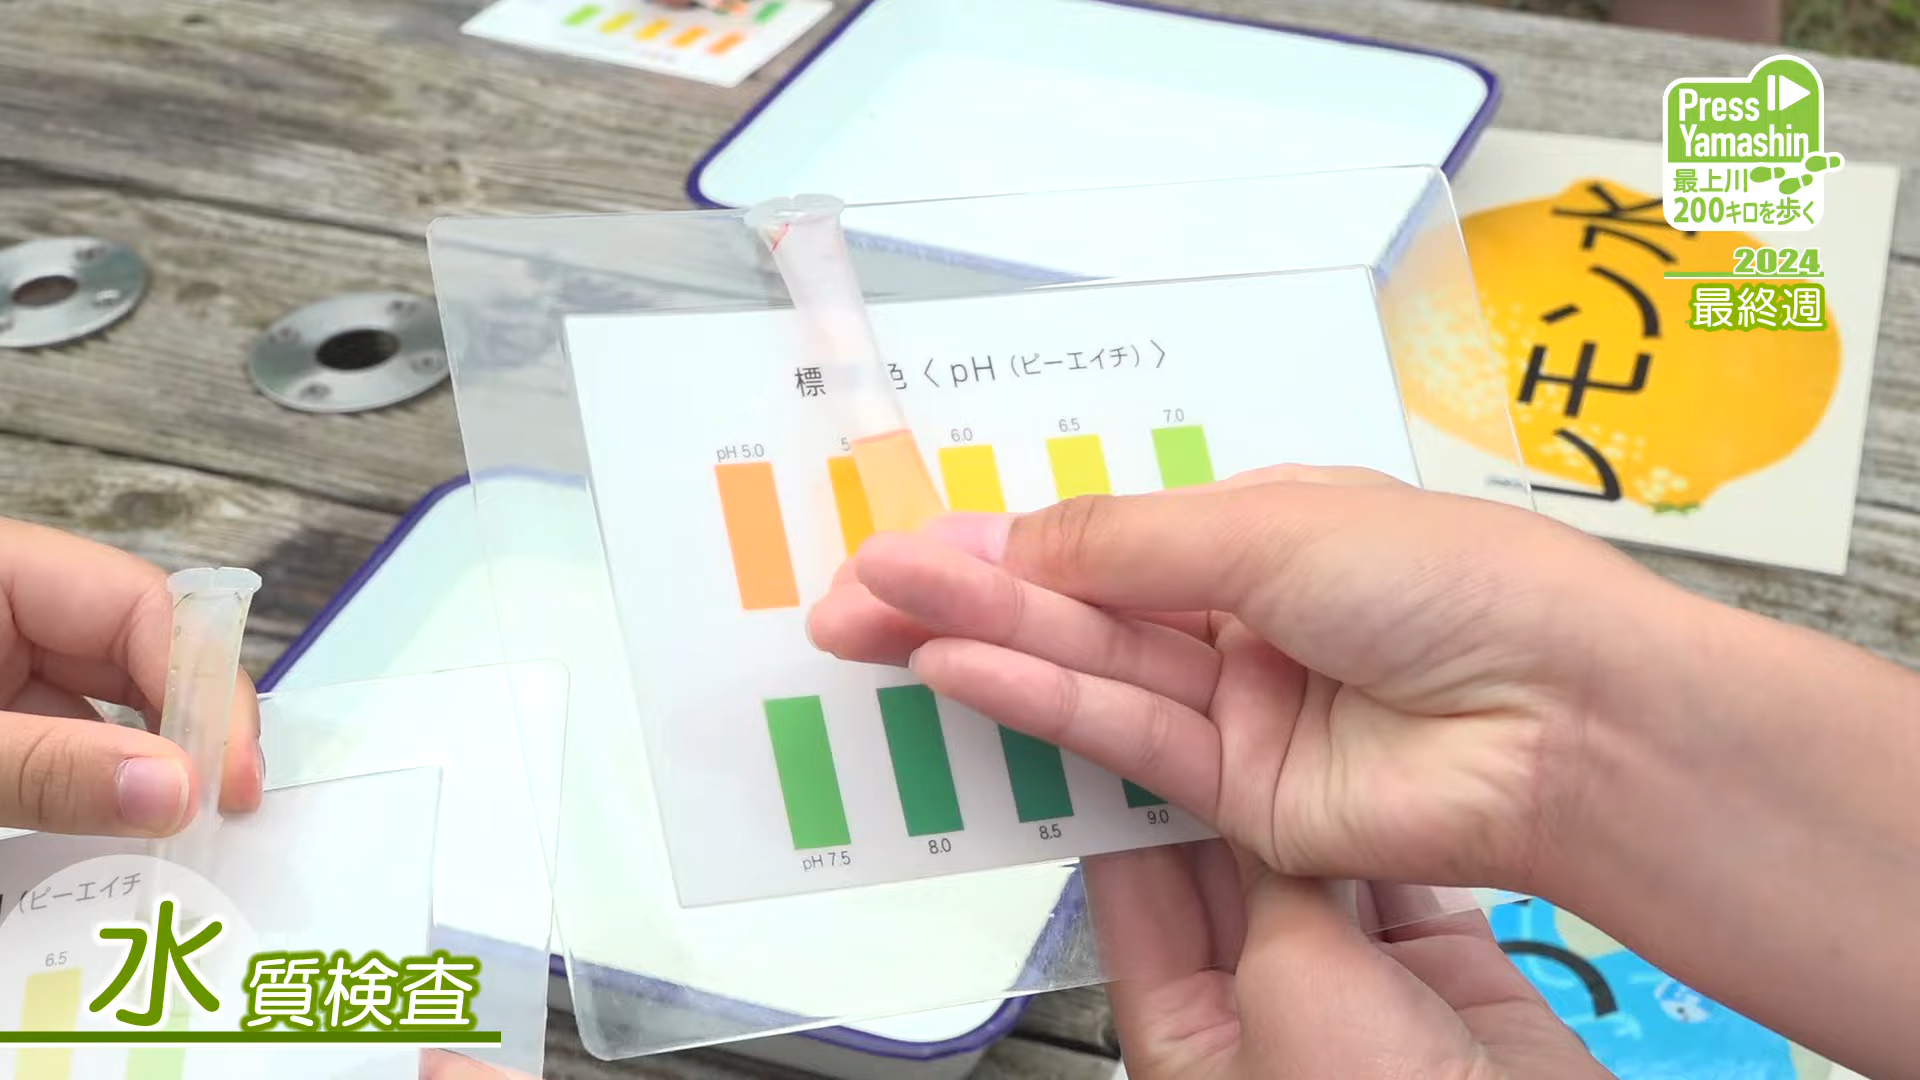 Press
Yamashin
最上川
200キロを歩く
2024
最終週
レモン水
標 色〈pH（ピーエイチ）〉
pH 5.0 5 6.0 6.5 7.0
pH 7.5 8.0 8.5 9.0
（ピーエイチ
6.5
水質検査